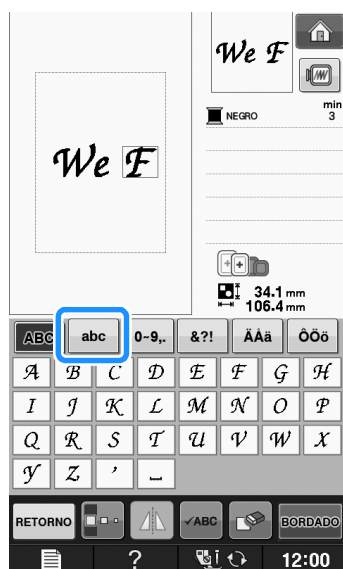 We F
NEGRO
min
3
We F
34.1 mm
106.4 mm
ABC abc 0~9,. &?! ÄÅä ÔÖö
A B C D E F G H
I J K L M N O P
Q R S T U V W X
Y Z ’ ⎵
RETORNO ABC BORDADO
? 12:00